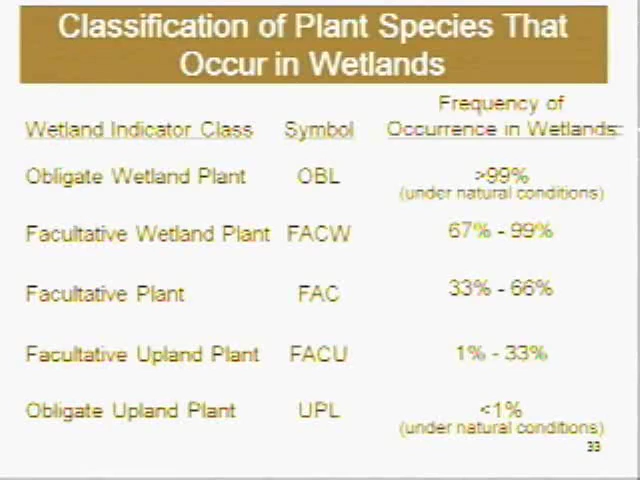 Classification of Plant Species That
Occur in Wetlands
Frequency of
Wetland Indicator Class Symbol Occurrence in Wetlands:
Obligate Wetland Plant OBL >99%
(under natural conditions)
Facultative Wetland Plant FACW 67% - 99%
Facultative Plant FAC 33% - 66%
Facultative Upland Plant FACU 1% - 33%
Obligate Upland Plant UPL <1%
(under natural conditions)
33